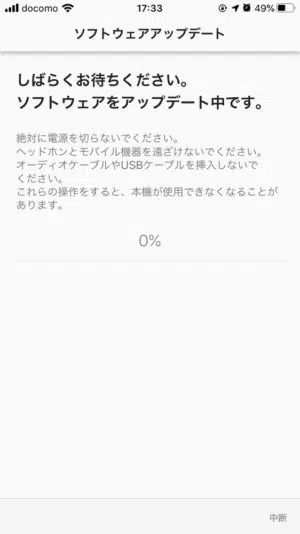 docomo 17:33 49%
ソフトウェアアップデート
しばらくお待ちください。
ソフトウェアをアップデート中です。
絶対に電源を切らないでください。
ヘッドホンとモバイル機器を遠ざけないでください。
オーディオケーブルやUSBケーブルを挿入しないで
ください。
これらの操作をすると、本機が使用できなくなることが
あります。
0%
中断